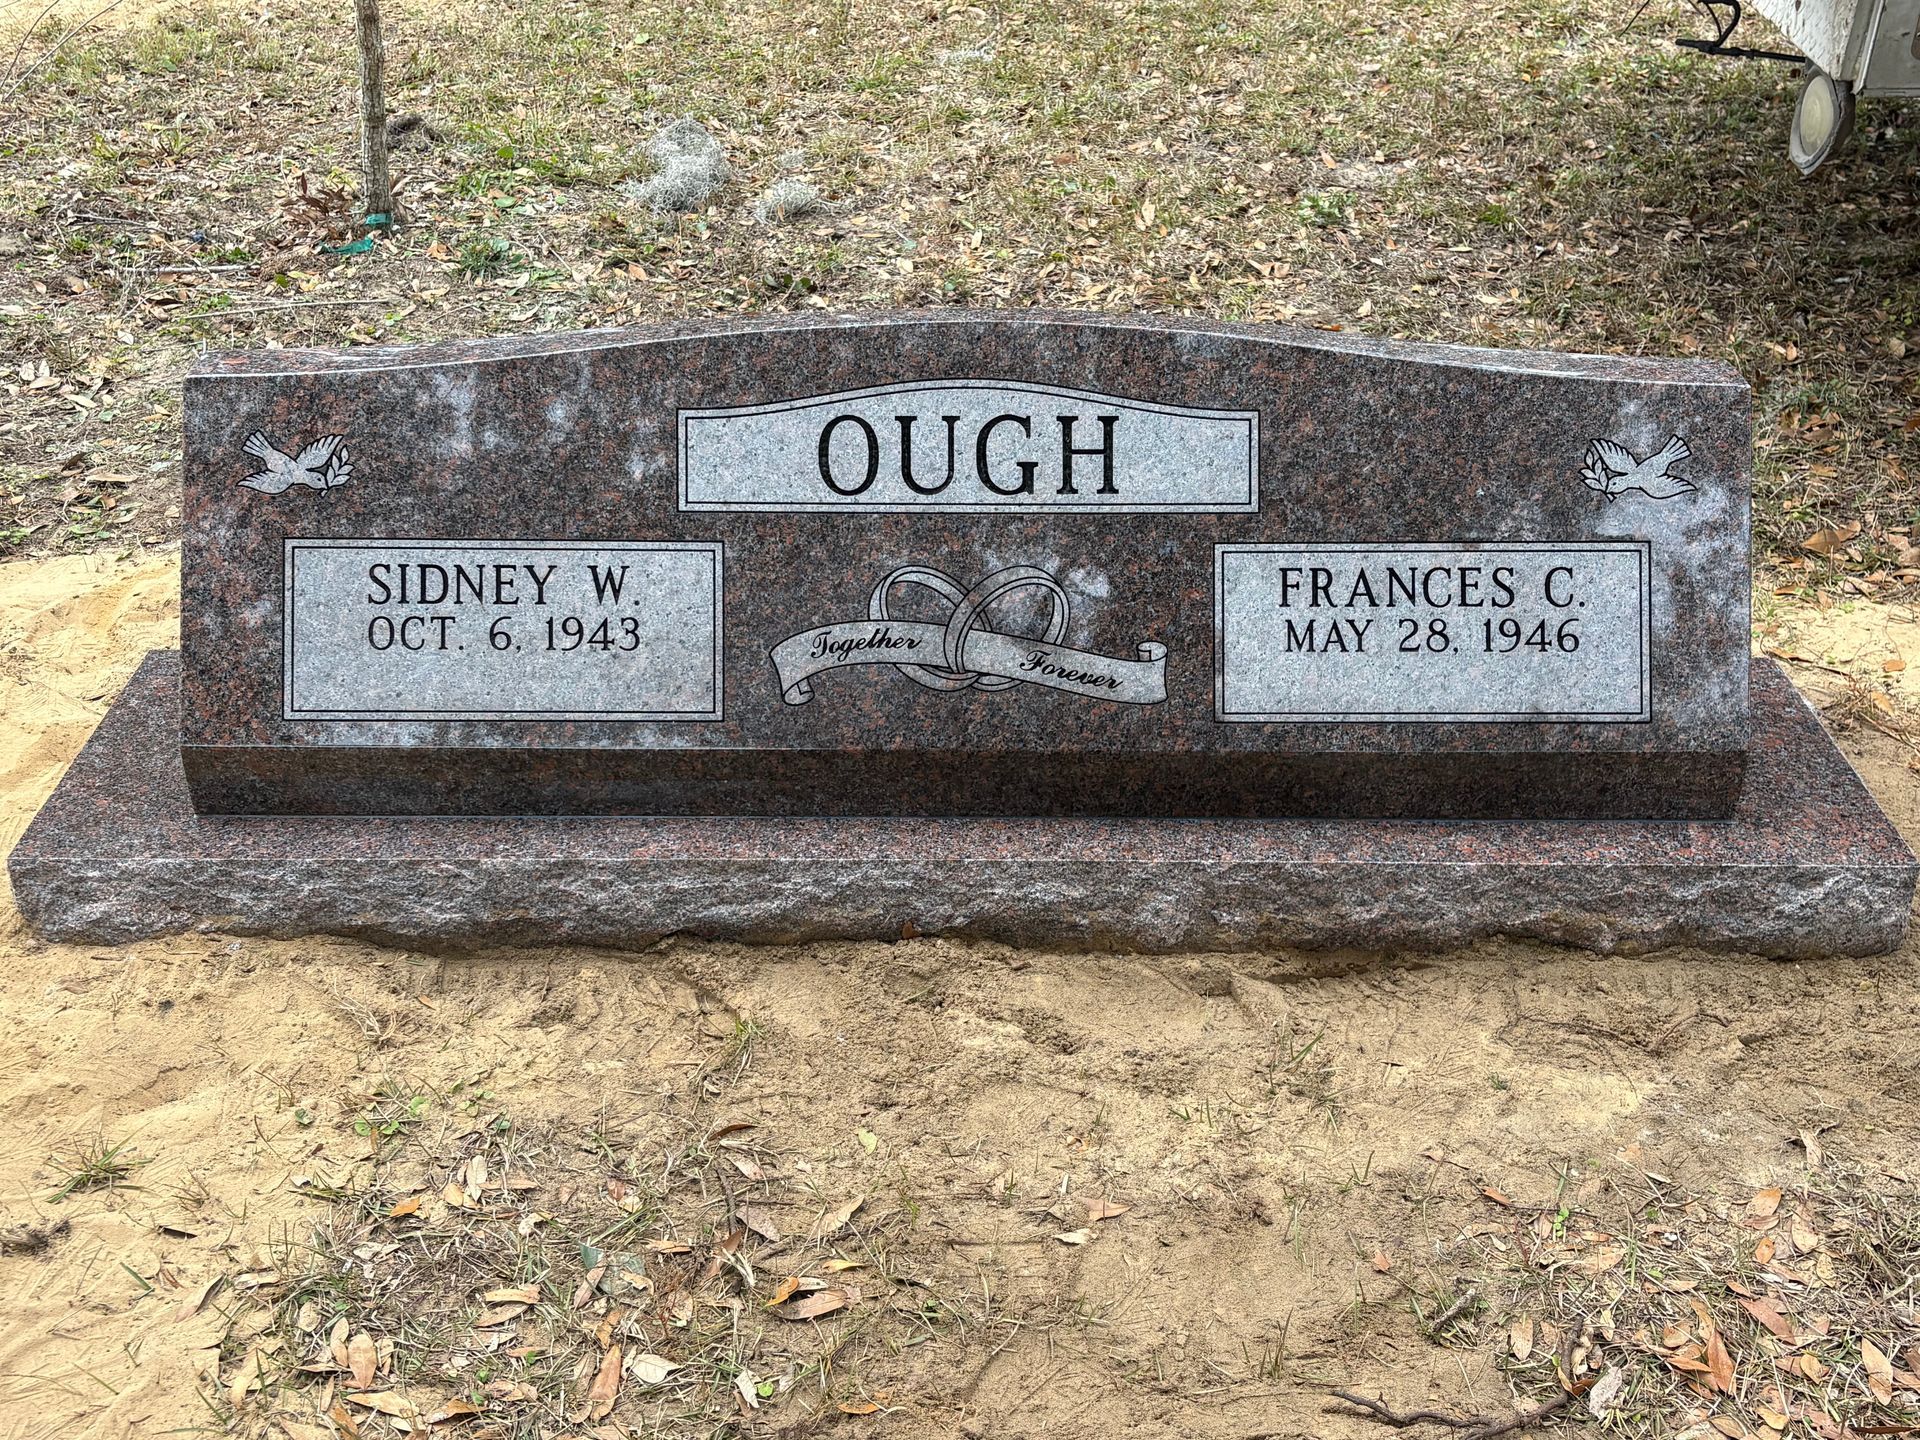 OUGH
SIDNEY W.
OCT. 6, 1943
Together Forever
FRANCES C.
MAY 28, 1946